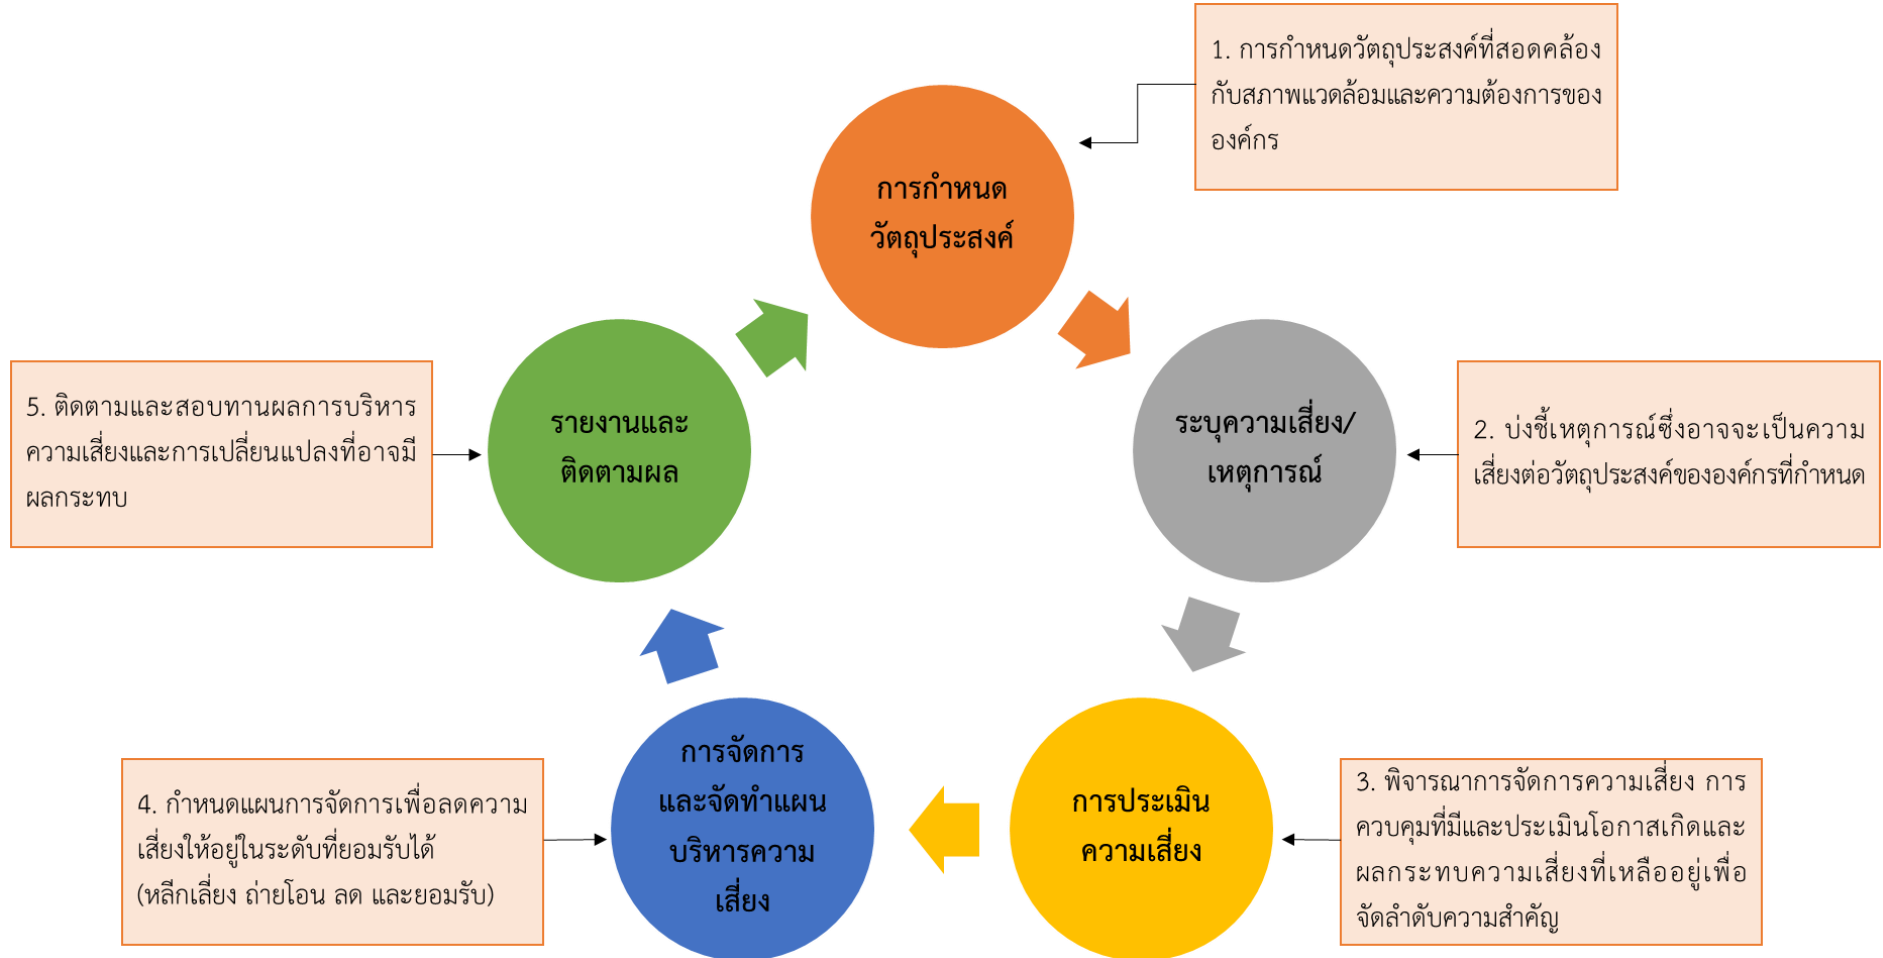 1. การกำหนดวัตถุประสงค์ที่สอดคล้อง
กับสภาพแวดล้อมและความต้องการของ
องค์กร
การกำหนด
วัตถุประสงค์
ระบุความเสี่ยง/
เหตุการณ์
2. บ่งชี้เหตุการณ์ซึ่งอาจจะเป็นความ
เสี่ยงต่อวัตถุประสงค์ขององค์กรที่กำหนด
การประเมิน
ความเสี่ยง
3. พิจารณาการจัดการความเสี่ยง การ
ควบคุมที่มีและประเมินโอกาสเกิดและ
ผลกระทบความเสี่ยงที่เหลืออยู่เพื่อ
จัดลำดับความสำคัญ
การจัดการ
และจัดทำแผน
บริหารความ
เสี่ยง
4. กำหนดแผนการจัดการเพื่อลดความ
เสี่ยงให้อยู่ในระดับที่ยอมรับได้
(หลีกเลี่ยง ถ่ายโอน ลด และยอมรับ)
รายงานและ
ติดตามผล
5. ติดตามและสอบทานผลการบริหาร
ความเสี่ยงและการเปลี่ยนแปลงที่อาจมี
ผลกระทบ